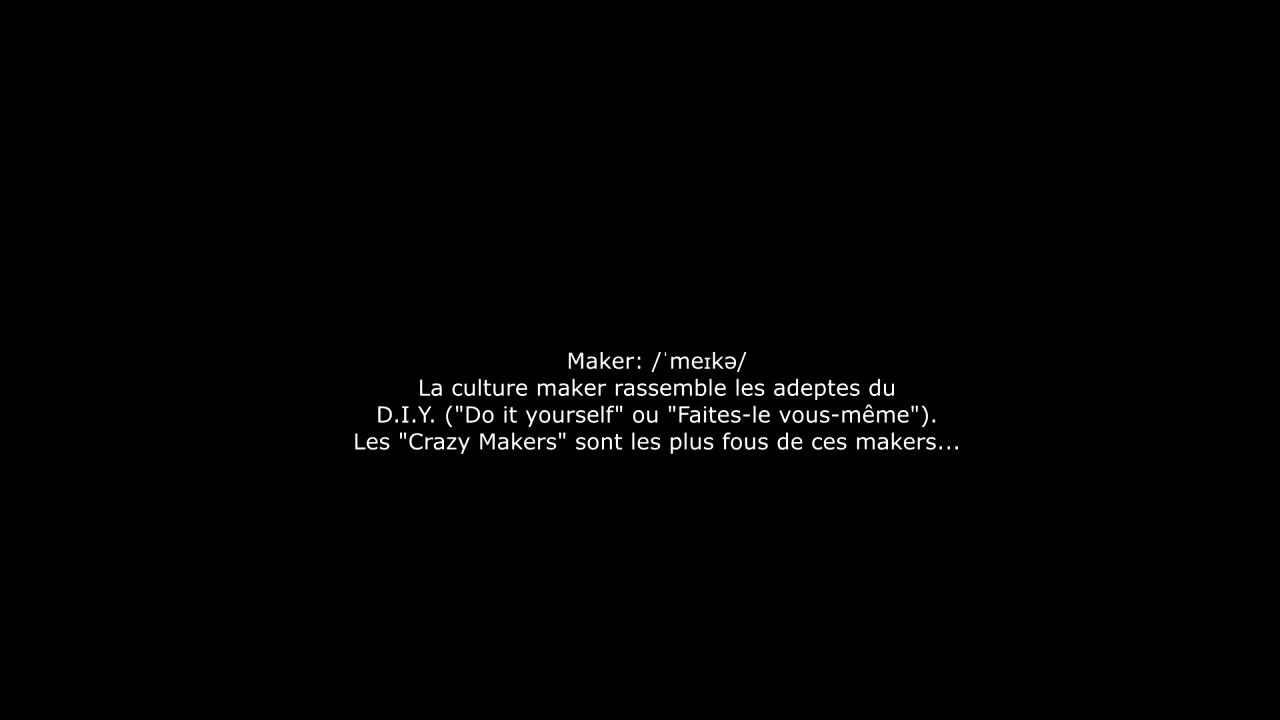 Maker: /ˈmeɪkə/
La culture maker rassemble les adeptes du
D.I.Y. ("Do it yourself" ou "Faites-le vous-même").
Les "Crazy Makers" sont les plus fous de ces makers...